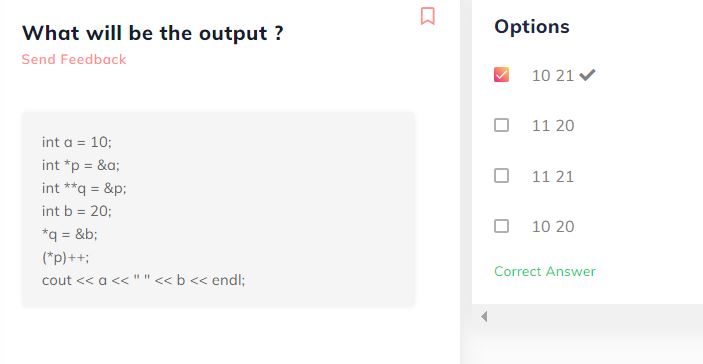 What will be the output ?
Send Feedback
int a = 10;
int *p = &a;
int **q = &p;
int b = 20;
*q = &b;
(*p)++;
cout << a << " " << b << endl;
Options
10 21
11 20
11 21
10 20
Correct Answer